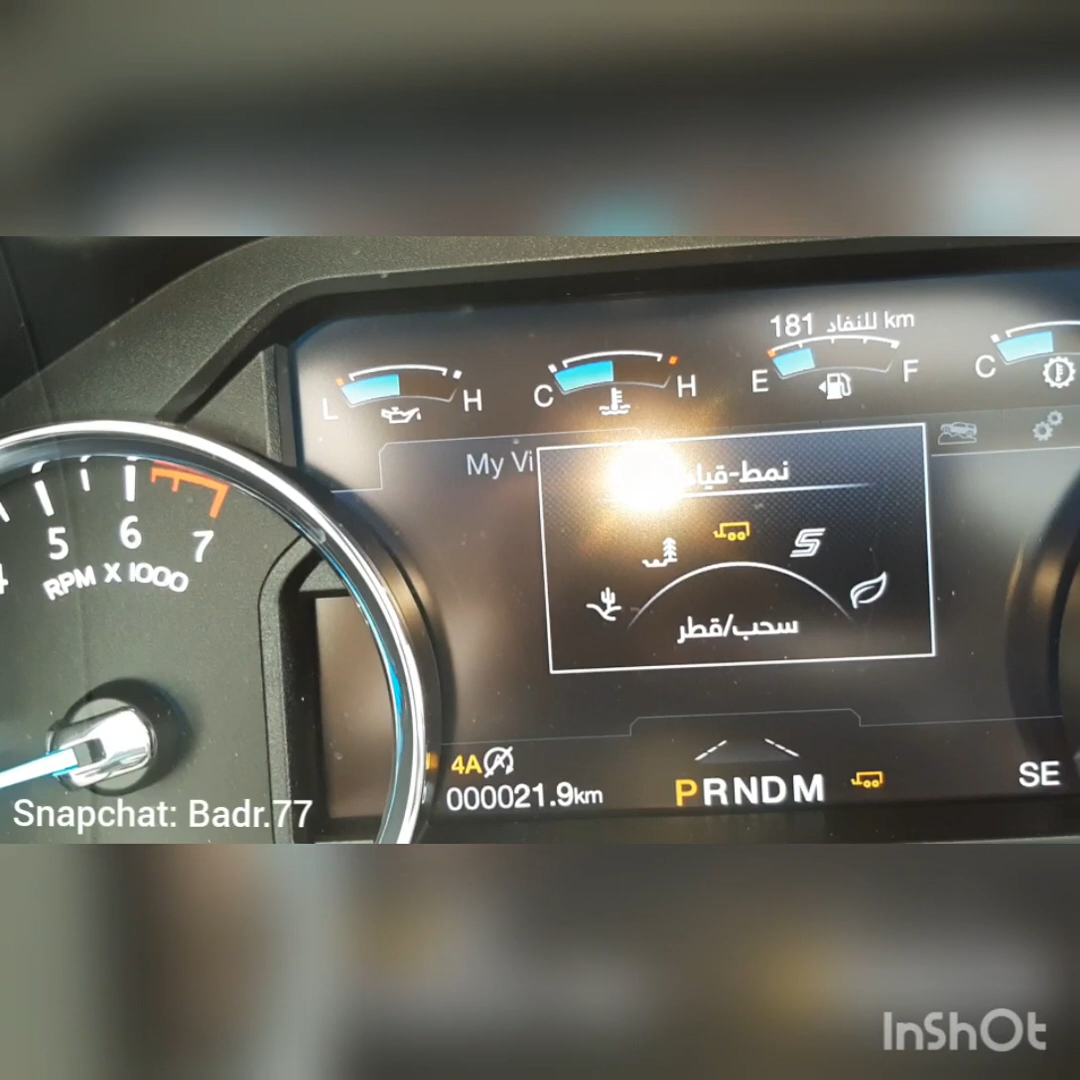 181 للنفاد km
L H C H E F C
My Vi
نمط-قيا
5 6 7
RPM X 1000
سحب/قطر
4A
000021.9km
PRNDM
SE
Snapchat: Badr.77
InShOt